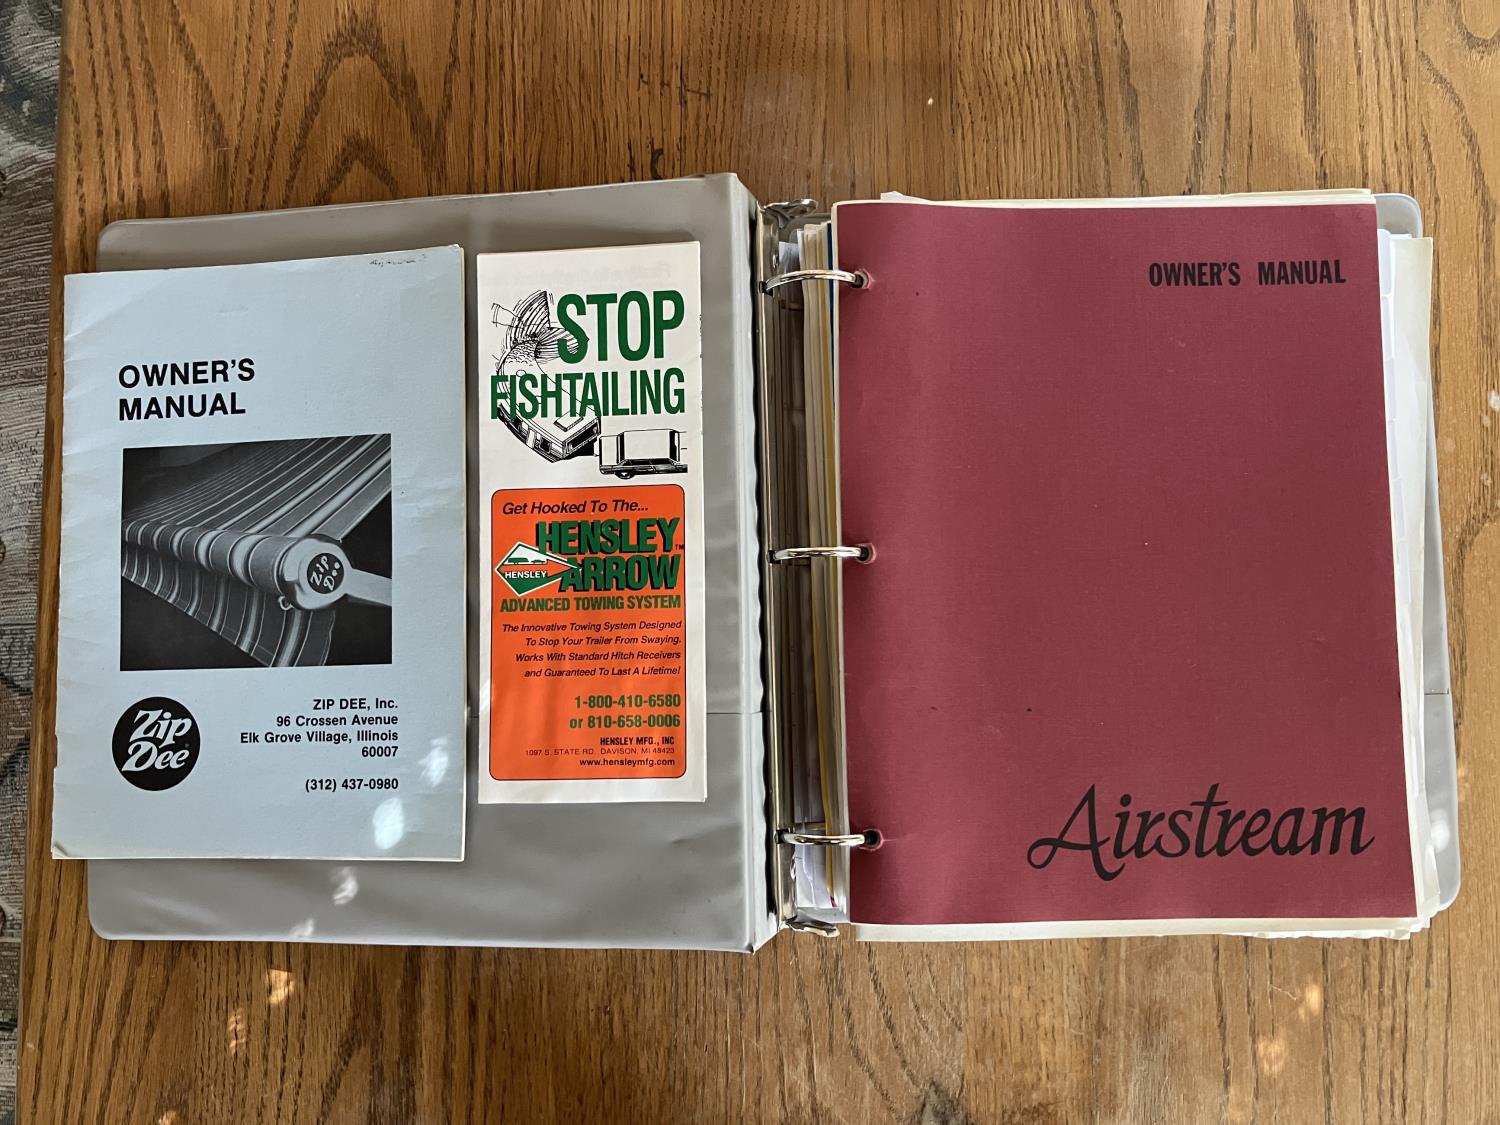 OWNER'S
MANUAL
Zip
Dee
Zip
Dee
ZIP DEE, Inc.
96 Crossen Avenue
Elk Grove Village, Illinois
60007
(312) 437-0980
STOP
FISHTAILING
Get Hooked To The...
HENSLEY™
ARROW
HENSLEY
ADVANCED TOWING SYSTEM
The Innovative Towing System Designed
To Stop Your Trailer From Swaying.
Works With Standard Hitch Receivers
and Guaranteed To Last A Lifetime!
1-800-410-6580
or 810-658-0006
HENSLEY MFG., INC
1097 S. STATE RD. DAVISON, MI 48423
www.hensleymfg.com
OWNER'S MANUAL
Airstream